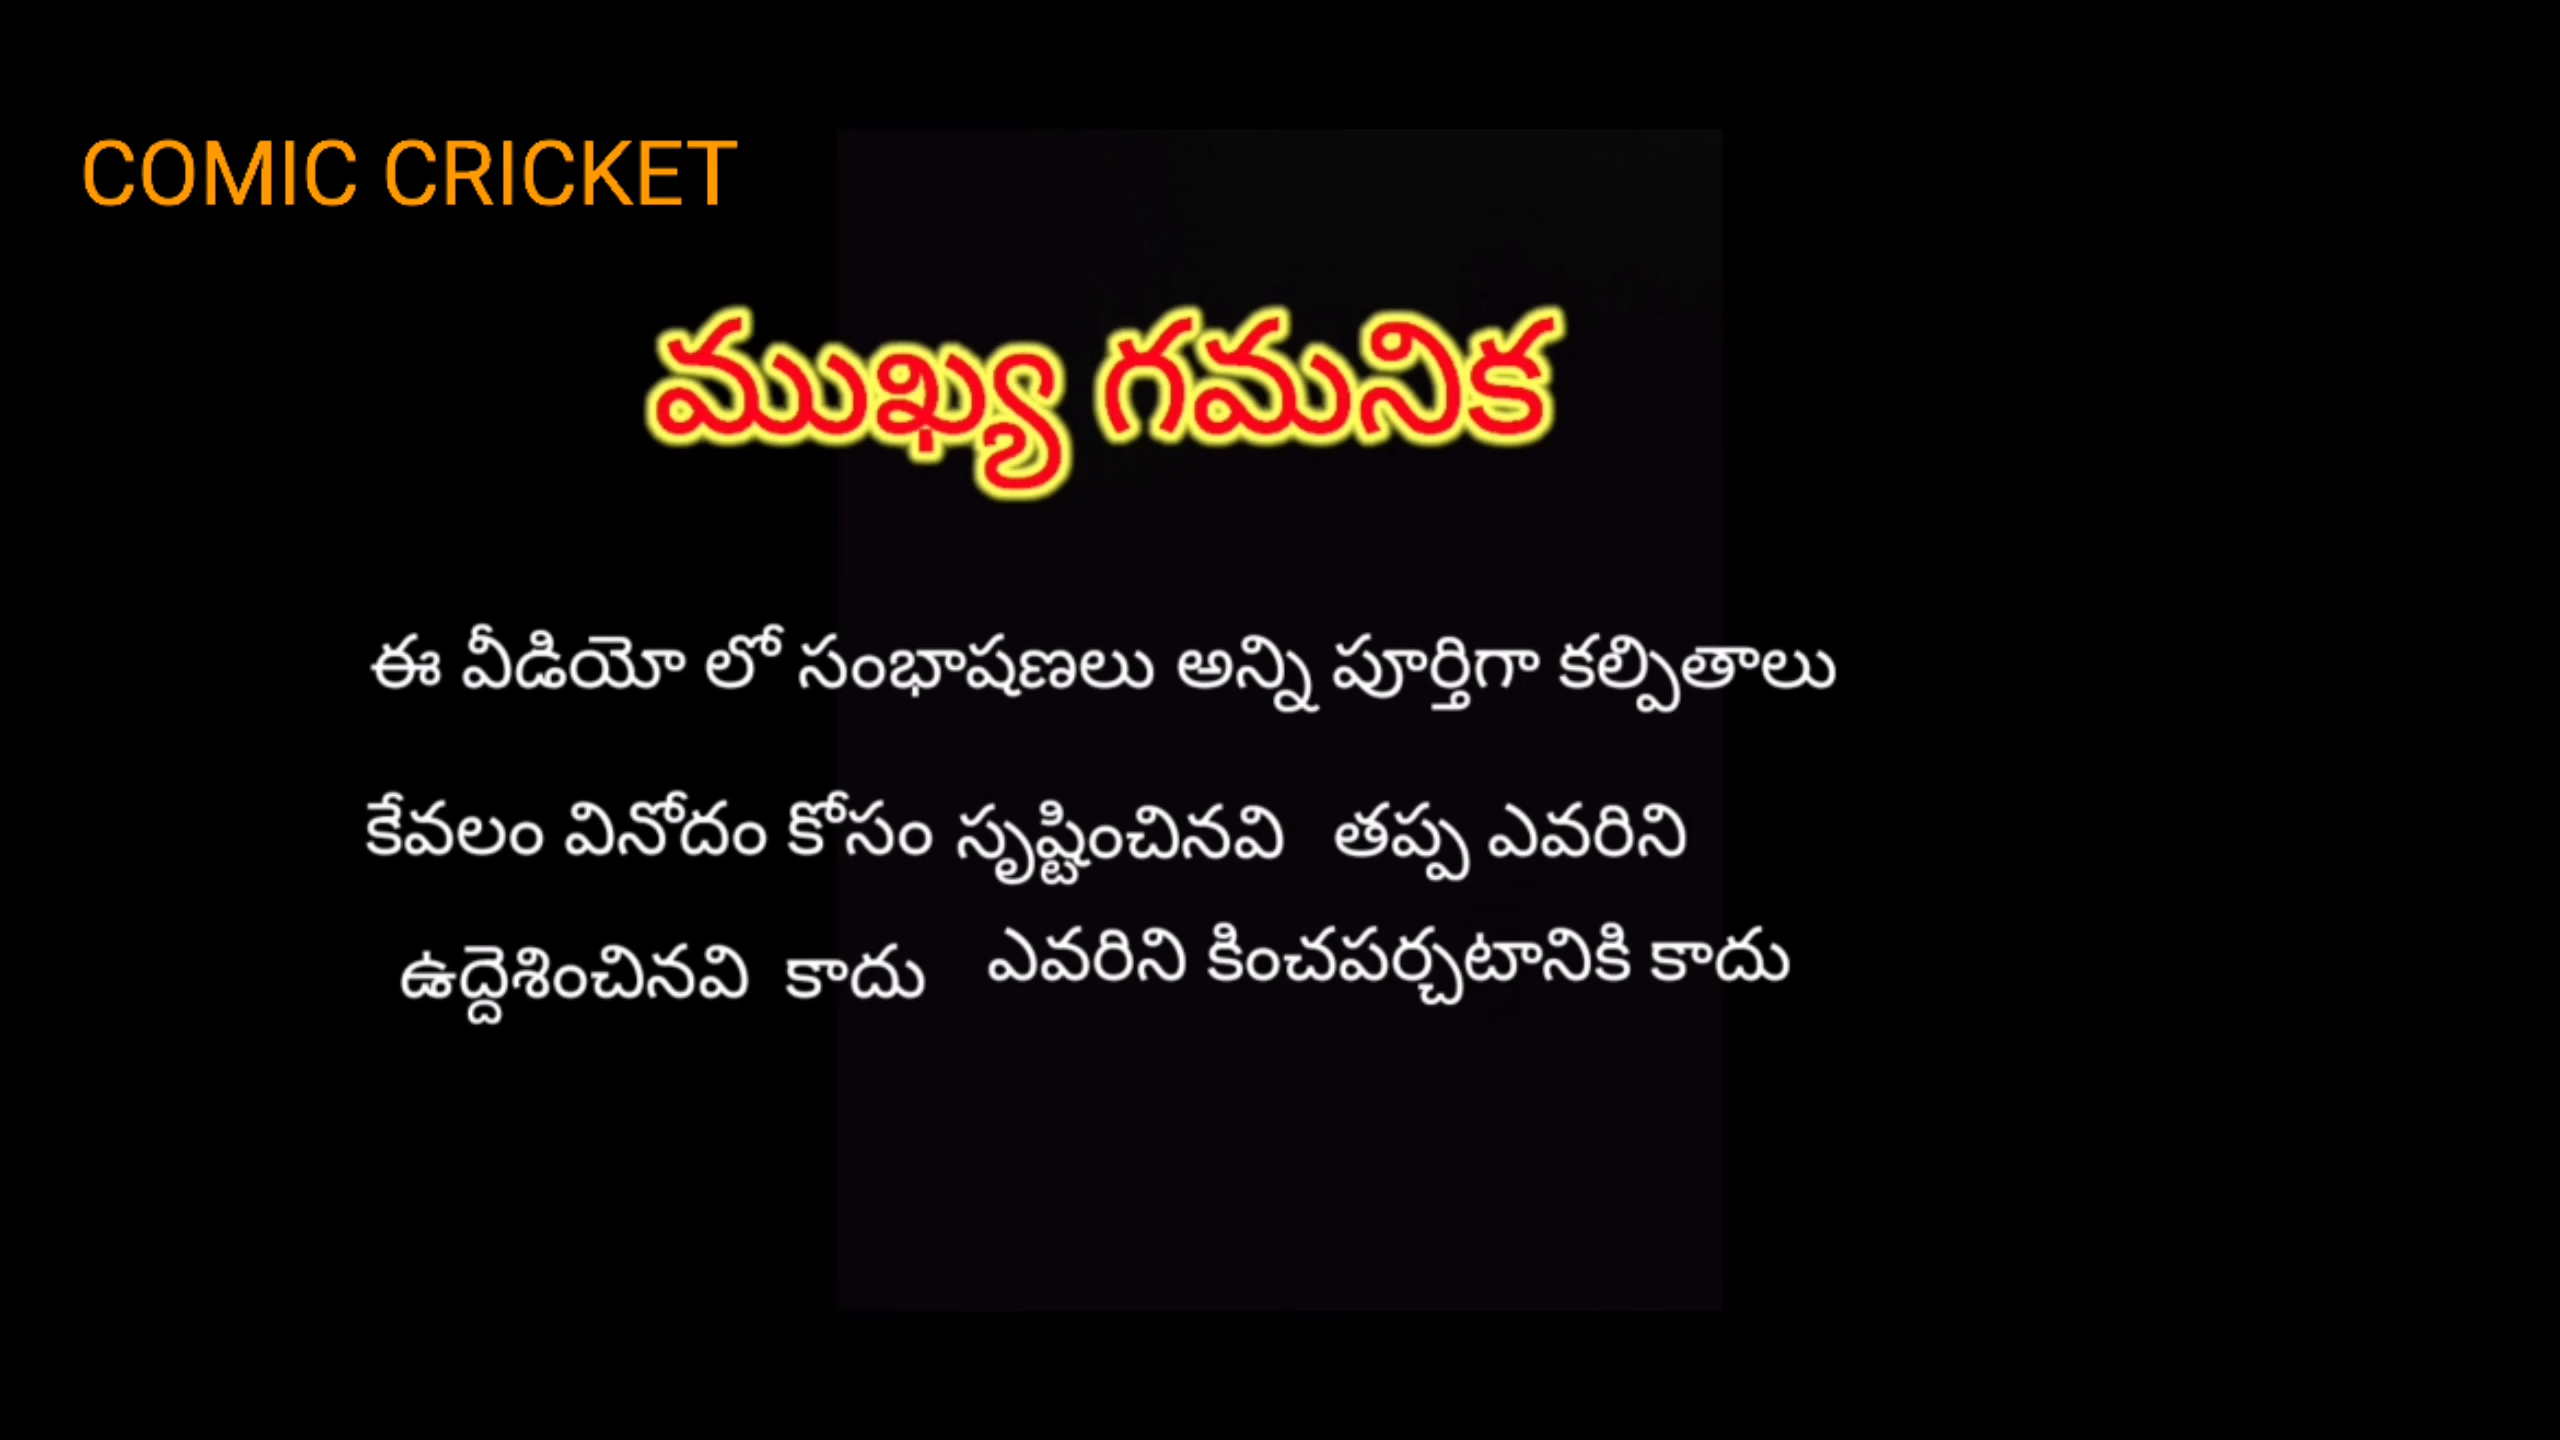 COMIC CRICKET
ముఖ్య గమనిక
ఈ వీడియో లో సంభాషణలు అన్ని పూర్తిగా కల్పితాలు
కేవలం వినోదం కోసం సృష్టించినవి తప్ప ఎవరిని
ఉద్దెశించినవి కాదు ఎవరిని కించపర్చటానికి కాదు